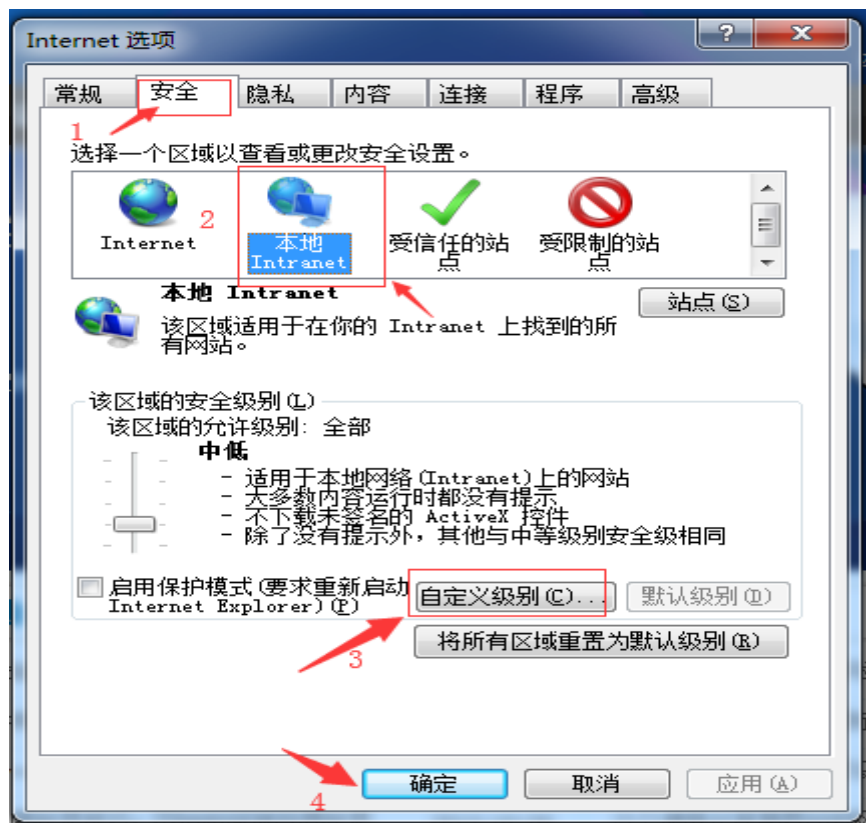 Internet 选项
常规 安全 隐私 内容 连接 程序 高级
1
选择一个区域以查看或更改安全设置。
2
Internet
本地
Intranet
受信任的站
点
受限制的站
点
本地 Intranet
站点(S)
该区域适用于在你的 Intranet 上找到的所
有网站。
该区域的安全级别(L)
该区域的允许级别: 全部
中低
- 适用于本地网络(Intranet)上的网站
- 大多数内容运行时都没有提示
- 不下载未签名的 ActiveX 控件
- 除了没有提示外，其他与中等级别安全级相同
启用保护模式(要求重新启动
Internet Explorer)(P)
自定义级别(C)...
默认级别(D)
3
将所有区域重置为默认级别(R)
4
确定 取消 应用(A)